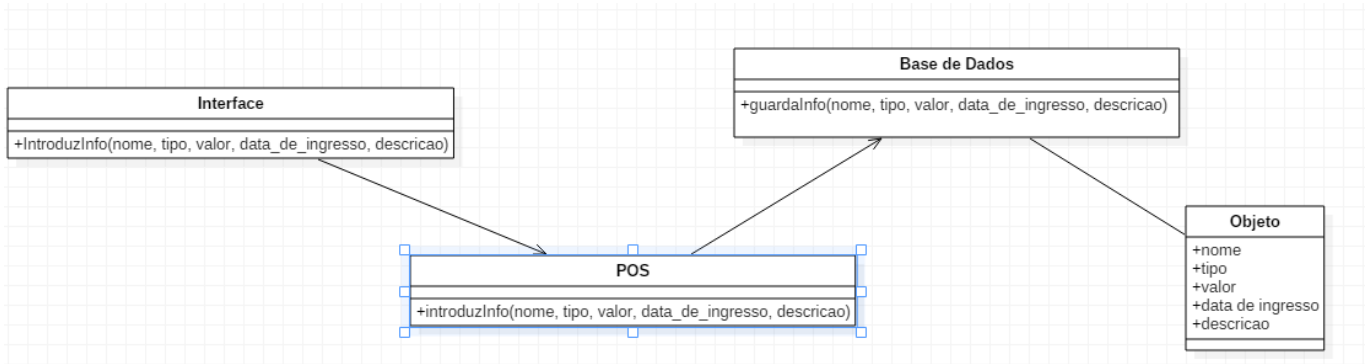 Interface
+IntroduzInfo(nome, tipo, valor, data_de_ingresso, descricao)
POS
+introduzInfo(nome, tipo, valor, data_de_ingresso, descricao)
Base de Dados
+guardaInfo(nome, tipo, valor, data_de_ingresso, descricao)
Objeto
+nome
+tipo
+valor
+data de ingresso
+descricao